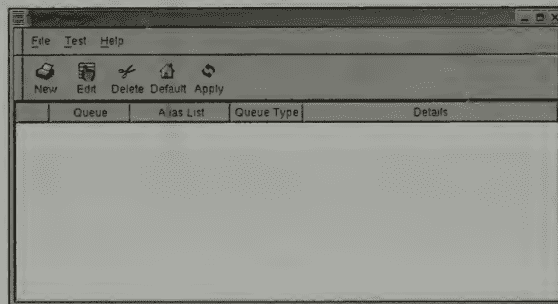 File Test Help
New Edit Delete Default Apply
Queue Alias List Queue Type Details